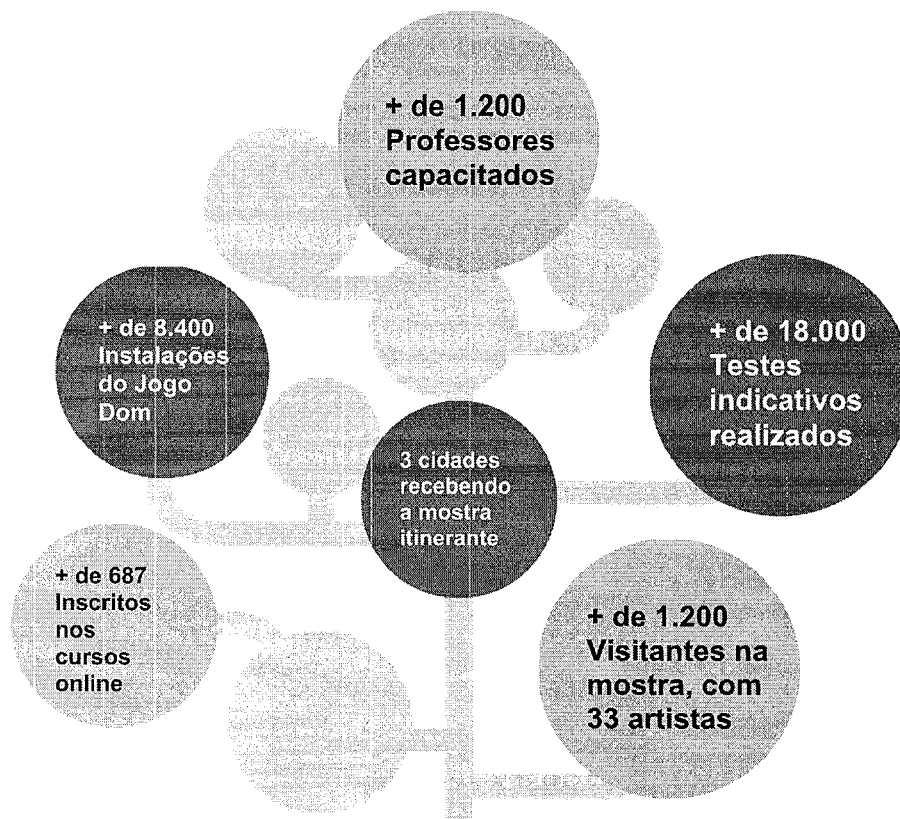 + de 1.200
Professores
capacitados
+ de 8.400
Instalações
do Jogo
Dom
+ de 18.000
Testes
indicativos
realizados
3 cidades
recebendo
a mostra
itinerante
+ de 687
Inscritos
nos
cursos
online
+ de 1.200
Visitantes na
mostra, com
33 artistas